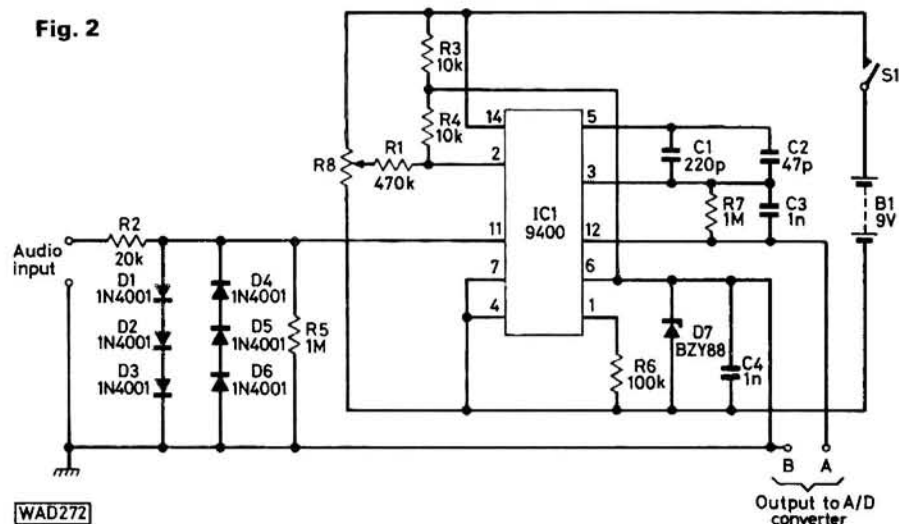 Fig. 2
R3
10k
R4
10k
R8
R1
470k
14
2
11
7
4
IC1
9400
5
3
12
6
1
C1
220p
C2
47p
R7
1M
C3
1n
S1
B1
9V
R2
20k
Audio
input
D1
1N4001
D2
1N4001
D3
1N4001
D4
1N4001
D5
1N4001
D6
1N4001
R5
1M
R6
100k
D7
BZY88
C4
1n
B
A
Output to A/D
converter
WAD272